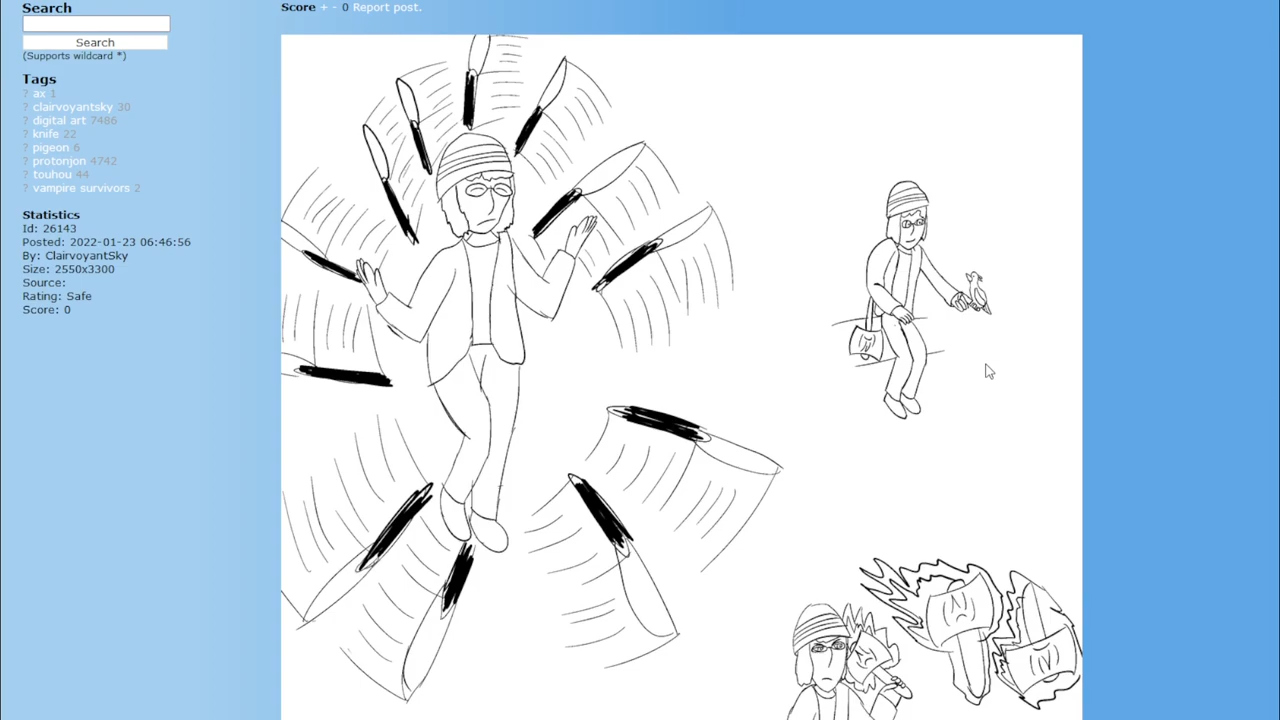 Search
Search
(Supports wildcard *)
Tags
? ax 1
? clairvoyantsky 30
? digital art 7486
? knife 22
? pigeon 6
? protonjon 4742
? touhou 44
? vampire survivors 2
Statistics
Id: 26143
Posted: 2022-01-23 06:46:56
By: ClairvoyantSky
Size: 2550x3300
Source:
Rating: Safe
Score: 0
Score + - 0 Report post.